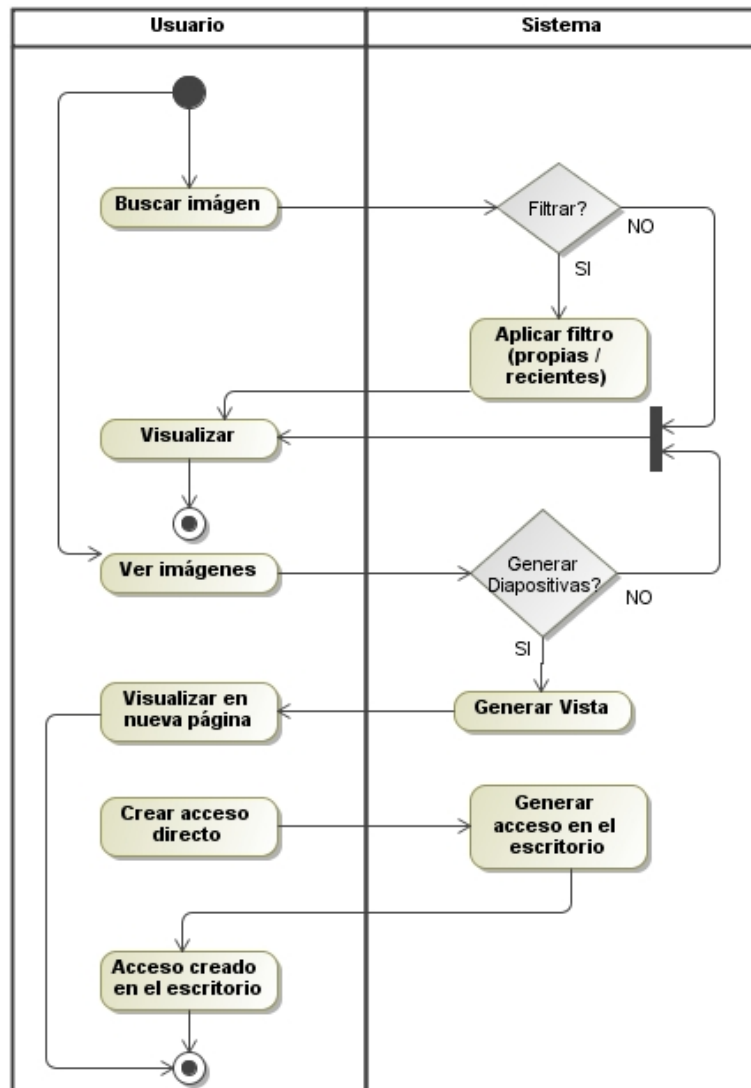 Usuario
Sistema
Buscar imágen
Filtrar?
NO
SI
Aplicar filtro
(propias /
recientes)
Visualizar
Ver imágenes
Generar
Diapositivas?
NO
SI
Visualizar en
nueva página
Generar Vista
Crear acceso
directo
Generar
acceso en el
escritorio
Acceso creado
en el escritorio